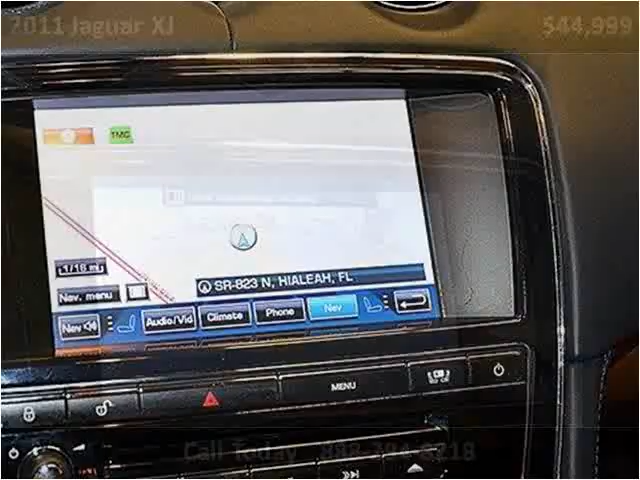 2011 Jaguar XJ
$44,999
TMC
1/16 mi
SR-823 N, HIALEAH, FL
Nav. menu
Nav Audio/Vid Climate Phone Nav
MENU
Call Today